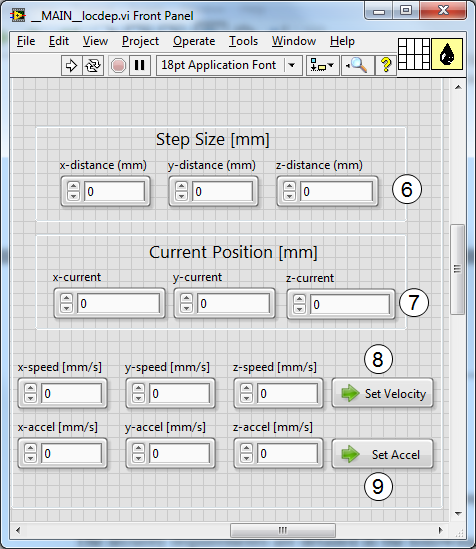 __MAIN__locdep.vi Front Panel
File Edit View Project Operate Tools Window Help
18pt Application Font
?
Step Size [mm]
x-distance (mm) y-distance (mm) z-distance (mm)
0 0 0 6
Current Position [mm]
x-current y-current z-current
0 0 0 7
8
x-speed [mm/s] y-speed [mm/s] z-speed [mm/s]
0 0 0 Set Velocity
x-accel [mm/s] y-accel [mm/s] z-accel [mm/s]
0 0 0 Set Accel
9